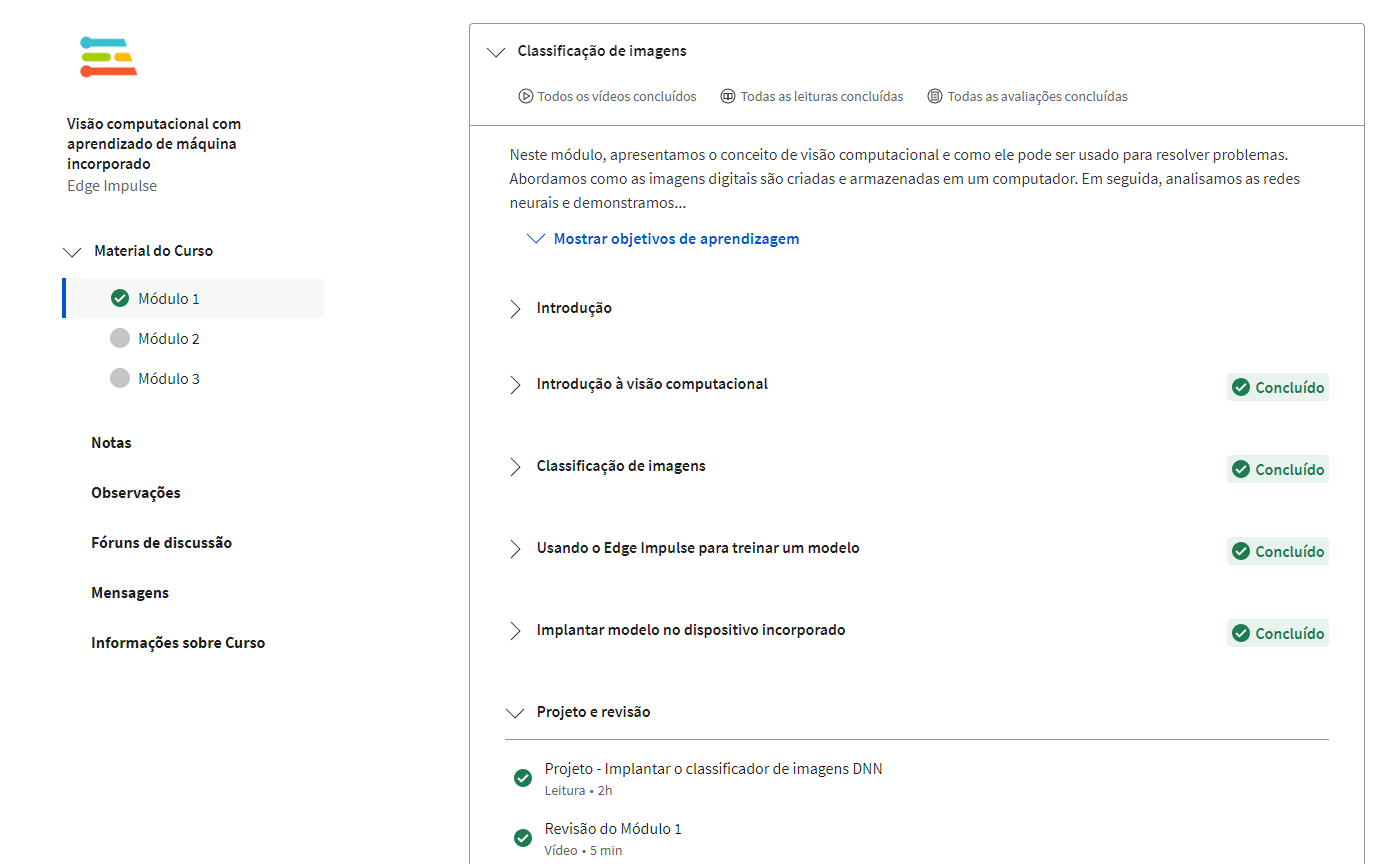 Visão computacional com
aprendizado de máquina
incorporado
Edge Impulse
Material do Curso
Módulo 1
Módulo 2
Módulo 3
Notas
Observações
Fóruns de discussão
Mensagens
Informações sobre Curso
Classificação de imagens
Todos os vídeos concluídos
Todas as leituras concluídas
Todas as avaliações concluídas
Neste módulo, apresentamos o conceito de visão computacional e como ele pode ser usado para resolver problemas.
Abordamos como as imagens digitais são criadas e armazenadas em um computador. Em seguida, analisamos as redes
neurais e demonstramos...
Mostrar objetivos de aprendizagem
Introdução
Introdução à visão computacional
Concluído
Classificação de imagens
Concluído
Usando o Edge Impulse para treinar um modelo
Concluído
Implantar modelo no dispositivo incorporado
Concluído
Projeto e revisão
Projeto - Implantar o classificador de imagens DNN
Leitura • 2h
Revisão do Módulo 1
Vídeo • 5 min